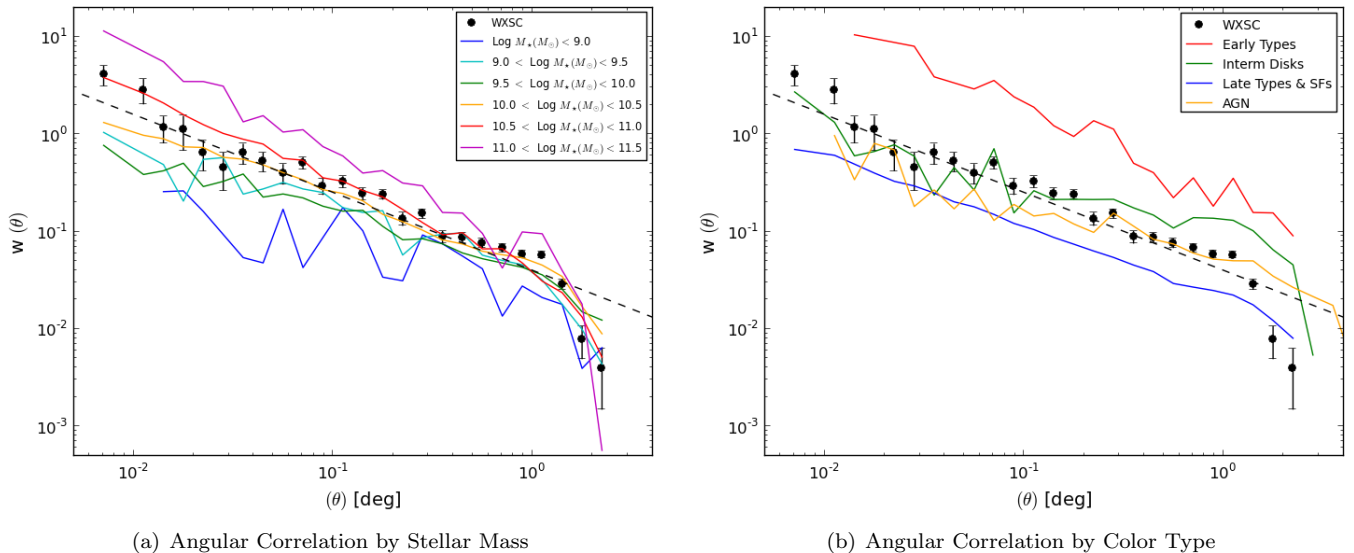 WXSC
Log M⋆(M☉) < 9.0
9.0 < Log M⋆(M☉) < 9.5
9.5 < Log M⋆(M☉) < 10.0
10.0 < Log M⋆(M☉) < 10.5
10.5 < Log M⋆(M☉) < 11.0
11.0 < Log M⋆(M☉) < 11.5
10¹
10⁰
10⁻¹
10⁻²
10⁻³
w (θ)
10⁻²
10⁻¹
10⁰
(θ) [deg]
(a) Angular Correlation by Stellar Mass
WXSC
Early Types
Interm Disks
Late Types & SFs
AGN
10¹
10⁰
10⁻¹
10⁻²
10⁻³
w (θ)
10⁻²
10⁻¹
10⁰
(θ) [deg]
(b) Angular Correlation by Color Type